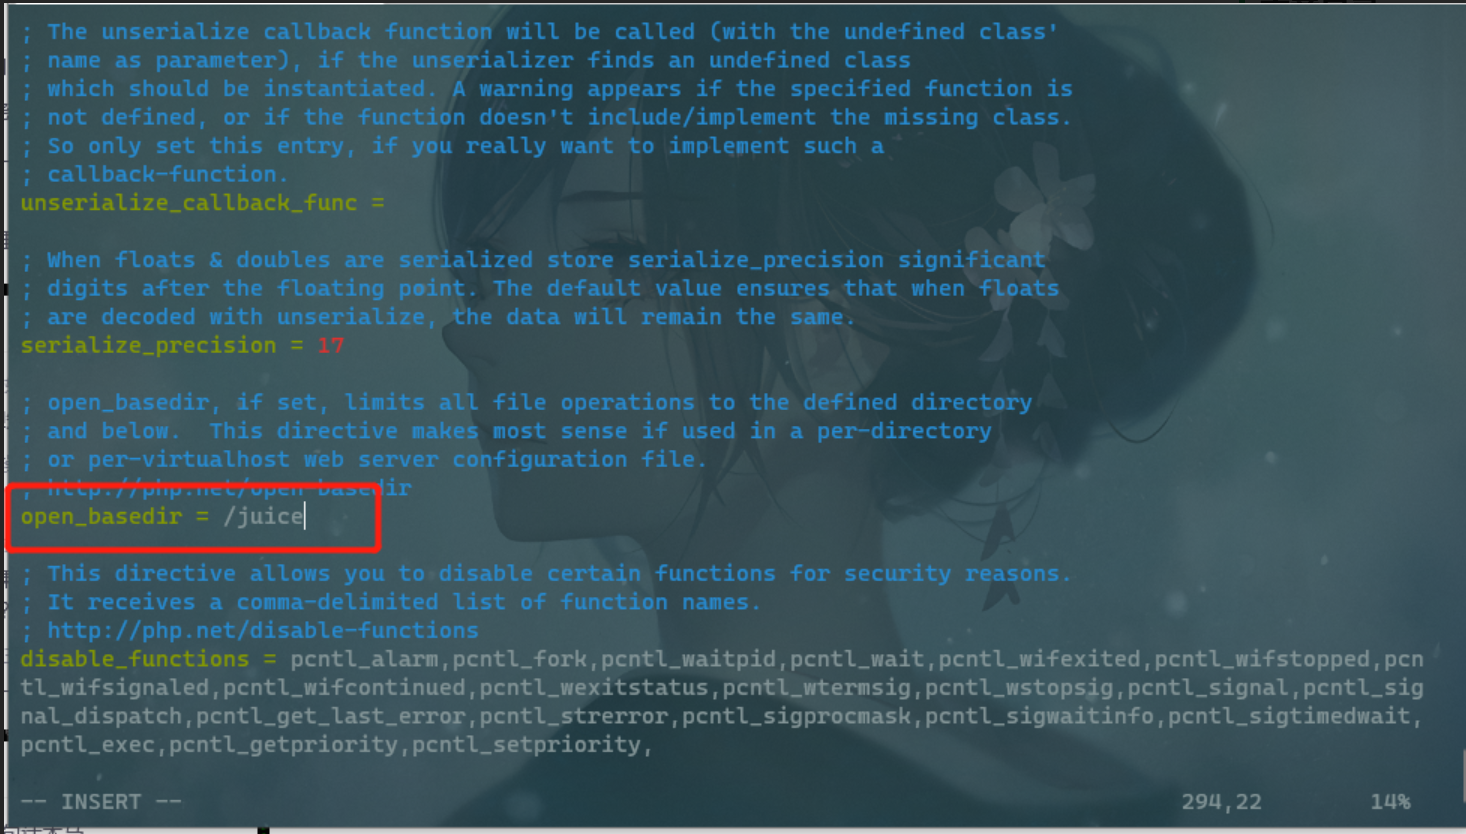 ; The unserialize callback function will be called (with the undefined class'
; name as parameter), if the unserializer finds an undefined class
; which should be instantiated. A warning appears if the specified function is
; not defined, or if the function doesn't include/implement the missing class.
; So only set this entry, if you really want to implement such a
; callback-function.
unserialize_callback_func =
; When floats & doubles are serialized store serialize_precision significant
; digits after the floating point. The default value ensures that when floats
; are decoded with unserialize, the data will remain the same.
serialize_precision = 17
; open_basedir, if set, limits all file operations to the defined directory
; and below.  This directive makes most sense if used in a per-directory
; or per-virtualhost web server configuration file.
; http://php.net/open-basedir
open_basedir = /juice
; This directive allows you to disable certain functions for security reasons.
; It receives a comma-delimited list of function names.
; http://php.net/disable-functions
disable_functions = pcntl_alarm,pcntl_fork,pcntl_waitpid,pcntl_wait,pcntl_wifexited,pcntl_wifstopped,pcn
tl_wifsignaled,pcntl_wifcontinued,pcntl_wexitstatus,pcntl_wtermsig,pcntl_wstopsig,pcntl_signal,pcntl_sig
nal_dispatch,pcntl_get_last_error,pcntl_strerror,pcntl_sigprocmask,pcntl_sigwaitinfo,pcntl_sigtimedwait,
pcntl_exec,pcntl_getpriority,pcntl_setpriority,
-- INSERT --
294,22
14%